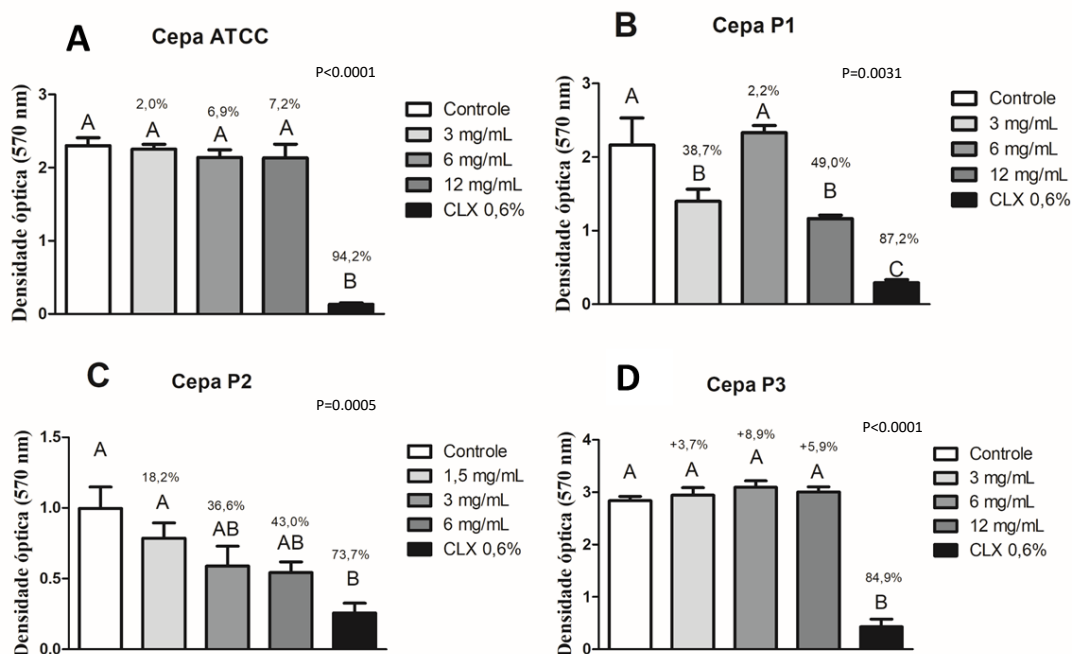 A
Cepa ATCC
P<0.0001
Densidade óptica (570 nm)
3
2
1
0
A
2,0%
A
6,9%
A
7,2%
A
94,2%
B
Controle
3 mg/mL
6 mg/mL
12 mg/mL
CLX 0,6%
B
Cepa P1
P=0.0031
Densidade óptica (570 nm)
3
2
1
0
A
38,7%
B
2,2%
A
49,0%
B
87,2%
C
Controle
3 mg/mL
6 mg/mL
12 mg/mL
CLX 0,6%
C
Cepa P2
P=0.0005
Densidade óptica (570 nm)
1.5
1.0
0.5
0.0
A
18,2%
A
36,6%
AB
43,0%
AB
73,7%
B
Controle
1,5 mg/mL
3 mg/mL
6 mg/mL
CLX 0,6%
D
Cepa P3
P<0.0001
Densidade óptica (570 nm)
4
3
2
1
0
A
+3,7%
A
+8,9%
A
+5,9%
A
84,9%
B
Controle
3 mg/mL
6 mg/mL
12 mg/mL
CLX 0,6%